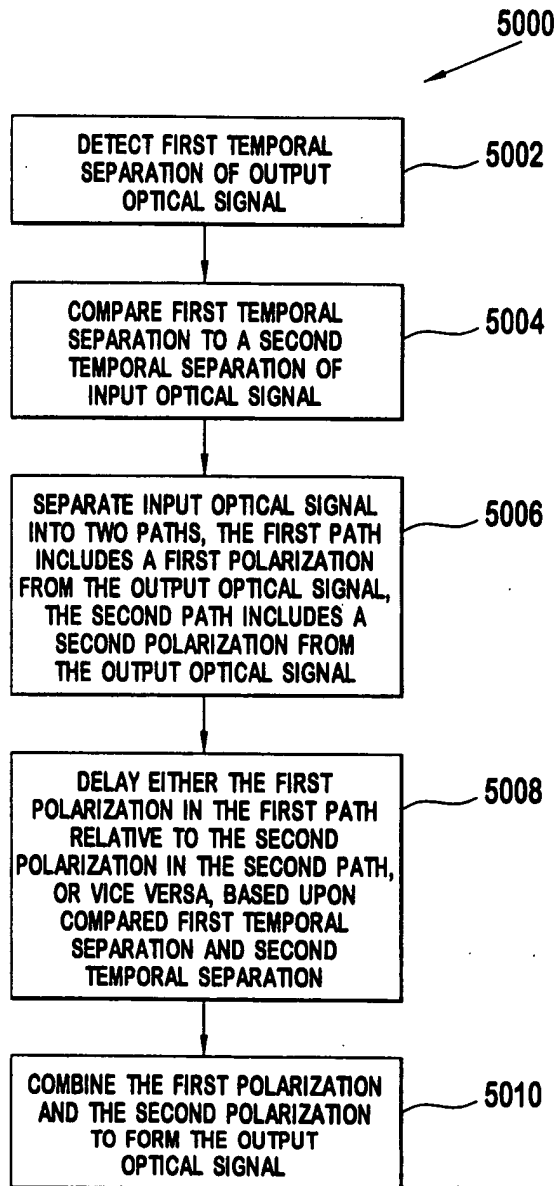 5000
DETECT FIRST TEMPORAL
SEPARATION OF OUTPUT
OPTICAL SIGNAL
5002
COMPARE FIRST TEMPORAL
SEPARATION TO A SECOND
TEMPORAL SEPARATION OF
INPUT OPTICAL SIGNAL
5004
SEPARATE INPUT OPTICAL SIGNAL
INTO TWO PATHS, THE FIRST PATH
INCLUDES A FIRST POLARIZATION
FROM THE OUTPUT OPTICAL SIGNAL,
THE SECOND PATH INCLUDES A
SECOND POLARIZATION FROM
THE OUTPUT OPTICAL SIGNAL
5006
DELAY EITHER THE FIRST
POLARIZATION IN THE FIRST PATH
RELATIVE TO THE SECOND
POLARIZATION IN THE SECOND PATH,
OR VICE VERSA, BASED UPON
COMPARED FIRST TEMPORAL
SEPARATION AND SECOND
TEMPORAL SEPARATION
5008
COMBINE THE FIRST POLARIZATION
AND THE SECOND POLARIZATION
TO FORM THE OUTPUT
OPTICAL SIGNAL
5010